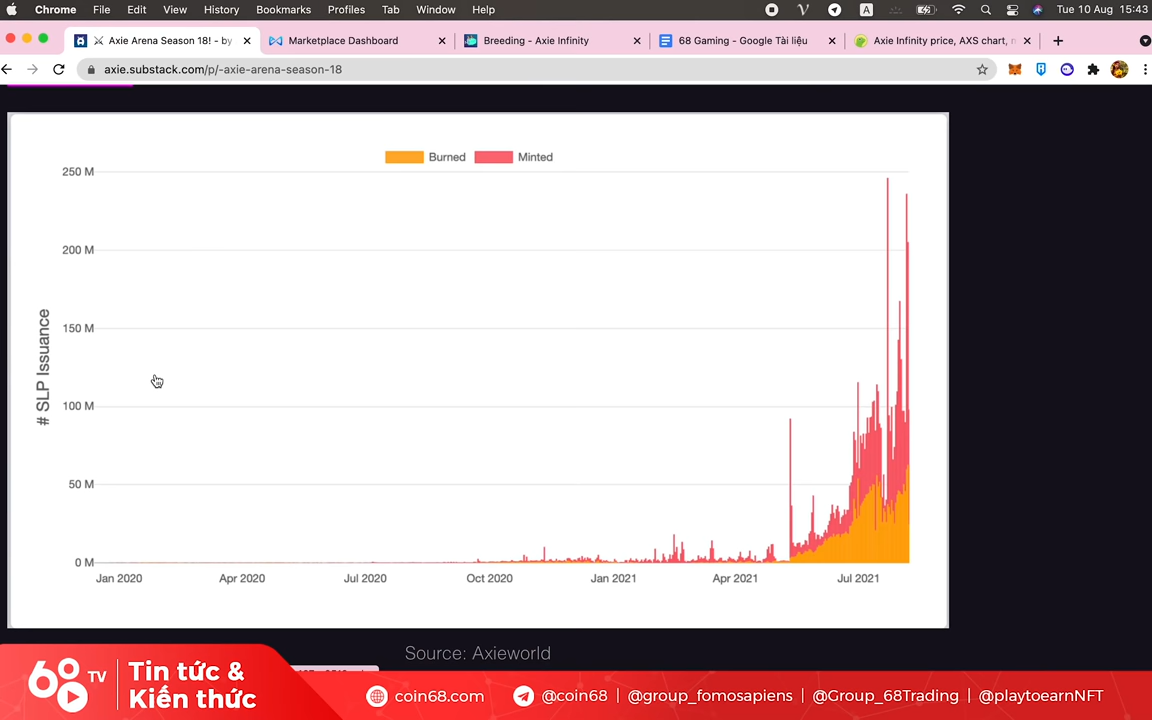 Chrome File Edit View History Bookmarks Profiles Tab Window Help A Tue 10 Aug 15:43
Axie Arena Season 18! - by
Marketplace Dashboard
Breeding - Axie Infinity
68 Gaming - Google Tài liệu
Axie Infinity price, AXS chart,
axie.substack.com/p/-axie-arena-season-18
Burned Minted
250 M
200 M
150 M
100 M
50 M
0 M
# SLP Issuance
Jan 2020 Apr 2020 Jul 2020 Oct 2020 Jan 2021 Apr 2021 Jul 2021
Source: Axieworld
68 TV
Tin tức &
Kiến thức
coin68.com @coin68 | @group_fomosapiens | @Group_68Trading | @playtoearnNFT